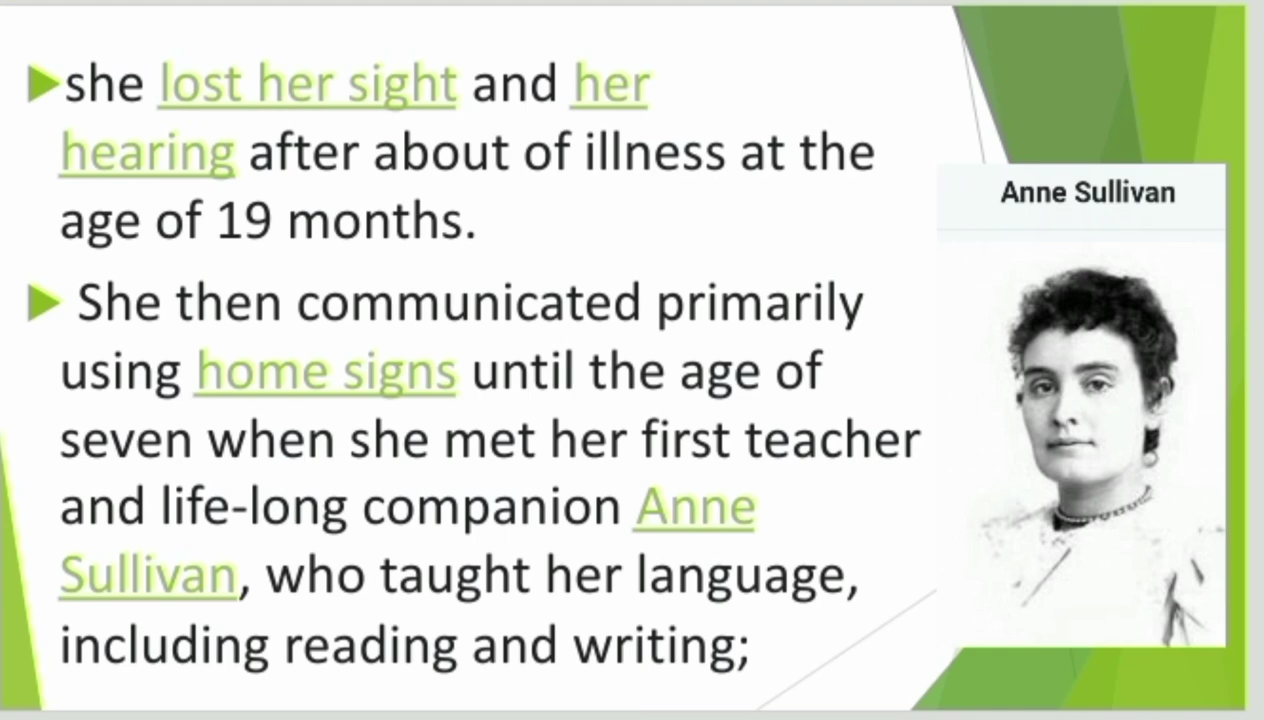 she lost her sight and her
hearing after about of illness at the
age of 19 months.
She then communicated primarily
using home signs until the age of
seven when she met her first teacher
and life-long companion Anne
Sullivan, who taught her language,
including reading and writing;
Anne Sullivan